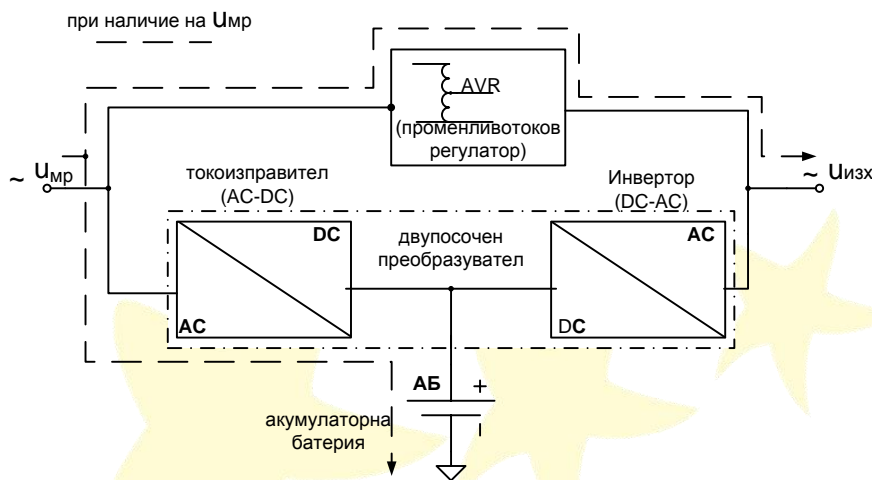 при наличие на uмр
AVR
(променливотоков
регулатор)
~ uмр
~ uизх
токоизправител
(AC-DC)
Инвертор
(DC-AC)
DC
AC
двупосочен
преобразувател
AC
DC
АБ
+
акумулаторна
батерия